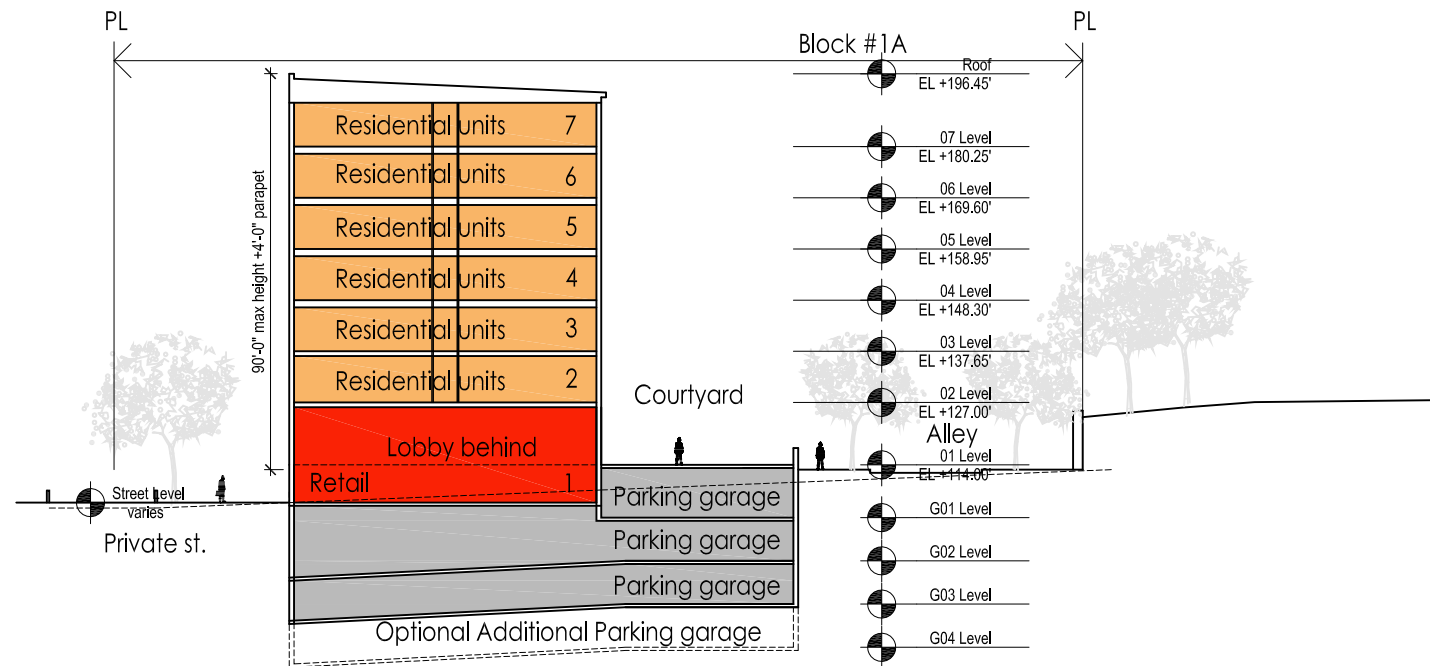 PL
PL
Block #1A
Roof
EL +196.45'
Residential units 7
07 Level
EL +180.25'
Residential units 6
06 Level
EL +169.60'
Residential units 5
05 Level
EL +158.95'
Residential units 4
04 Level
EL +148.30'
Residential units 3
03 Level
EL +137.65'
Residential units 2
02 Level
EL +127.00'
90'-0" max height +4'-0" parapet
Courtyard
Lobby behind
Alley
01 Level
EL +114.00'
Retail 1
Street Level
varies
Parking garage
G01 Level
Private st.
Parking garage
G02 Level
Parking garage
G03 Level
Optional Additional Parking garage
G04 Level